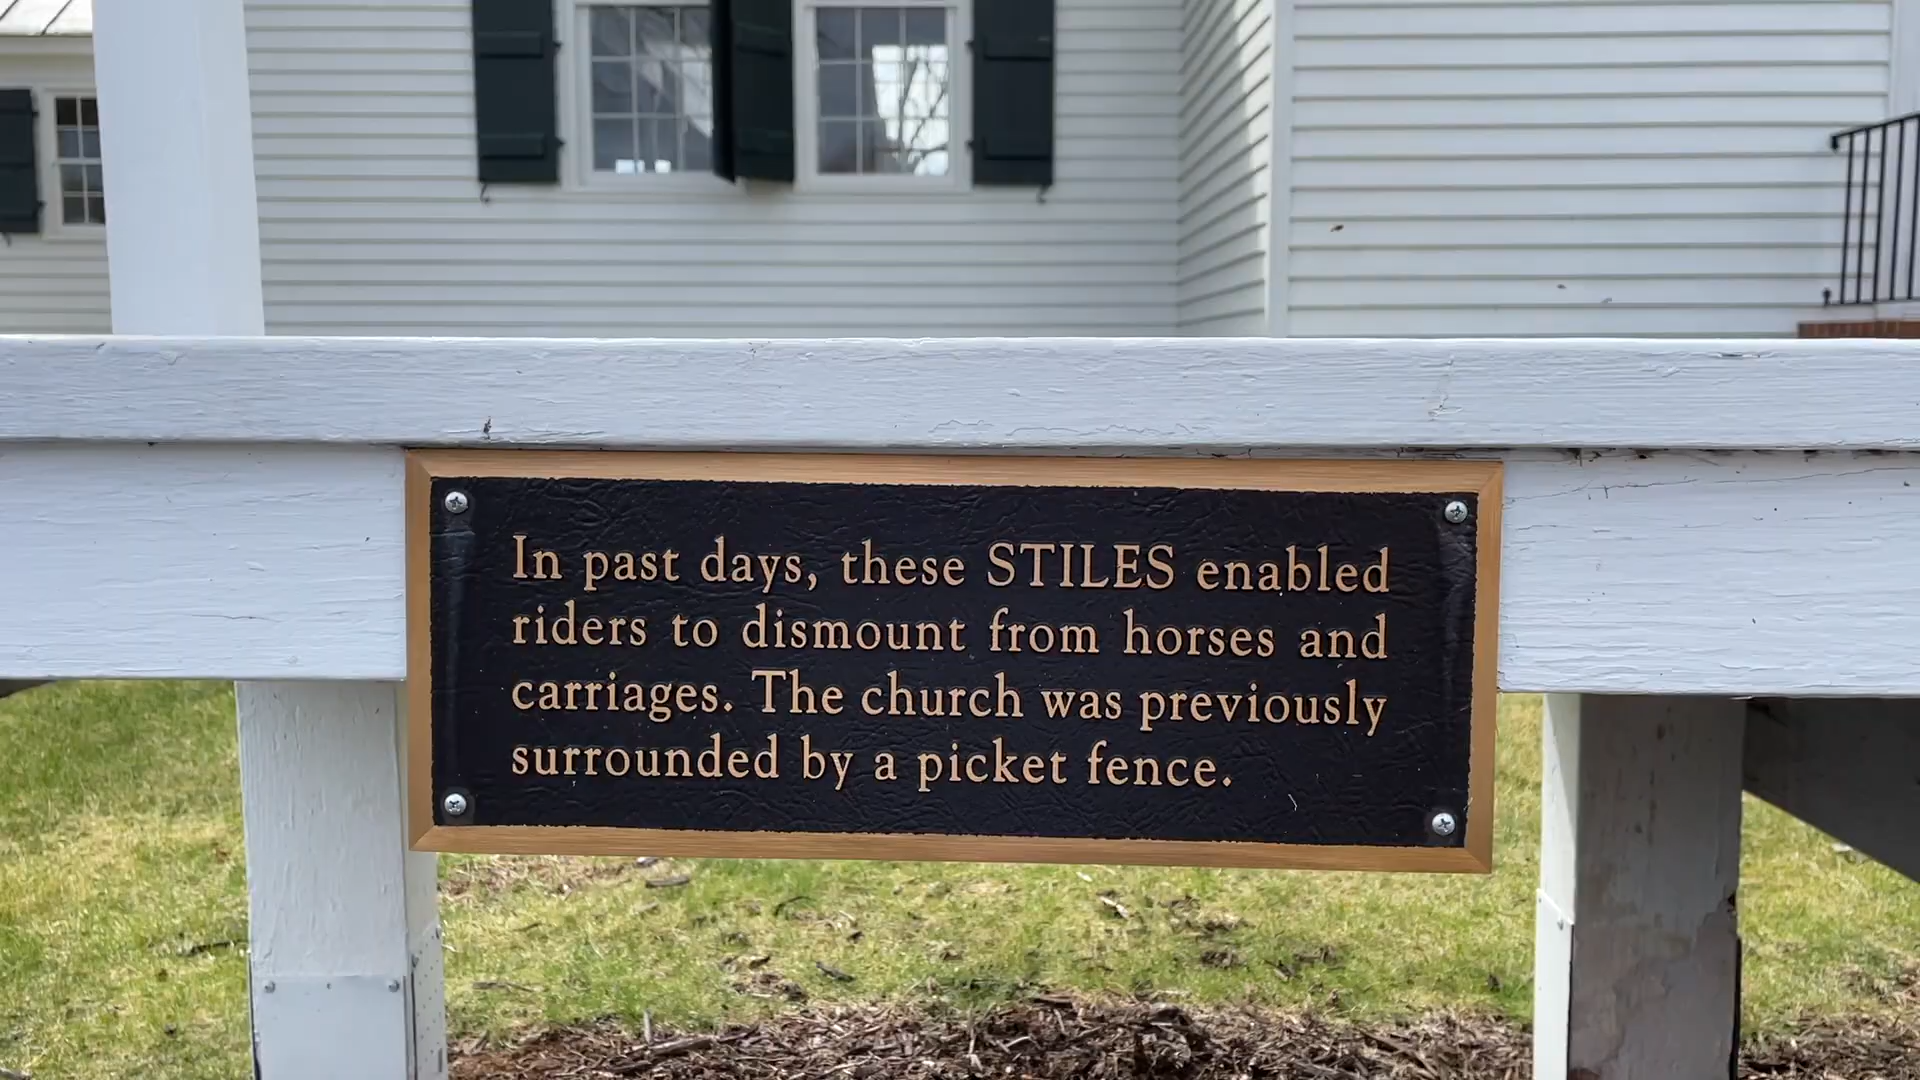 In past days, these STILES enabled
riders to dismount from horses and
carriages. The church was previously
surrounded by a picket fence.